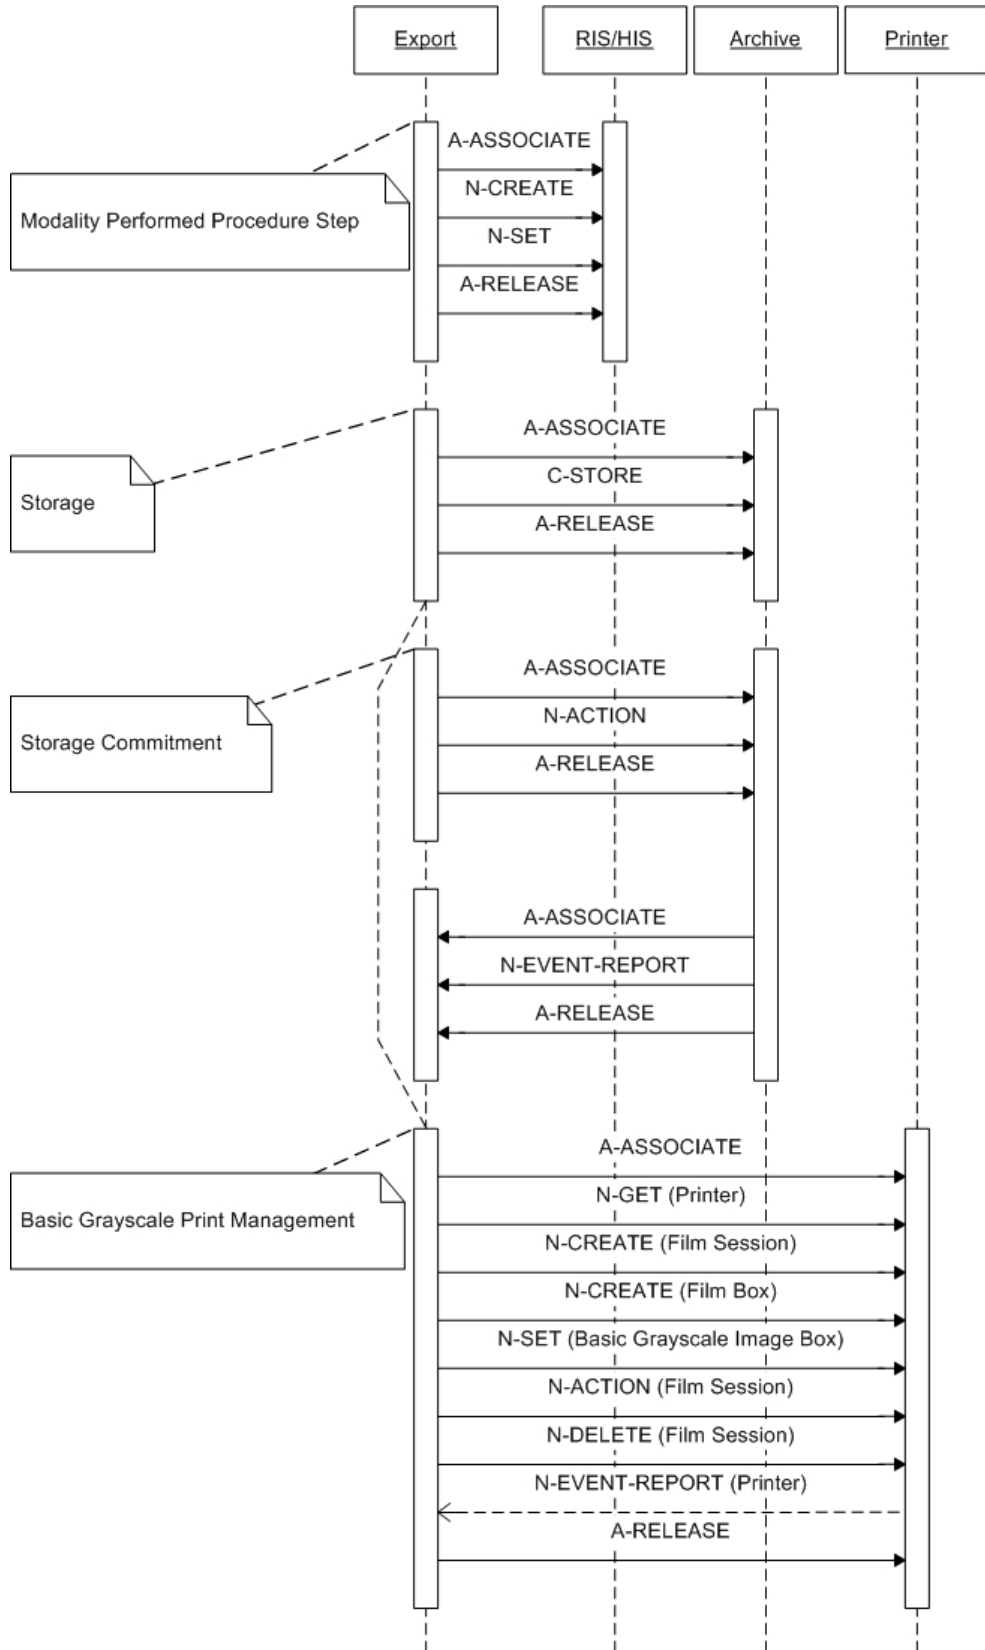 Export
RIS/HIS
Archive
Printer
A-ASSOCIATE
N-CREATE
Modality Performed Procedure Step
N-SET
A-RELEASE
A-ASSOCIATE
C-STORE
Storage
A-RELEASE
A-ASSOCIATE
N-ACTION
Storage Commitment
A-RELEASE
A-ASSOCIATE
N-EVENT-REPORT
A-RELEASE
A-ASSOCIATE
N-GET (Printer)
Basic Grayscale Print Management
N-CREATE (Film Session)
N-CREATE (Film Box)
N-SET (Basic Grayscale Image Box)
N-ACTION (Film Session)
N-DELETE (Film Session)
N-EVENT-REPORT (Printer)
A-RELEASE